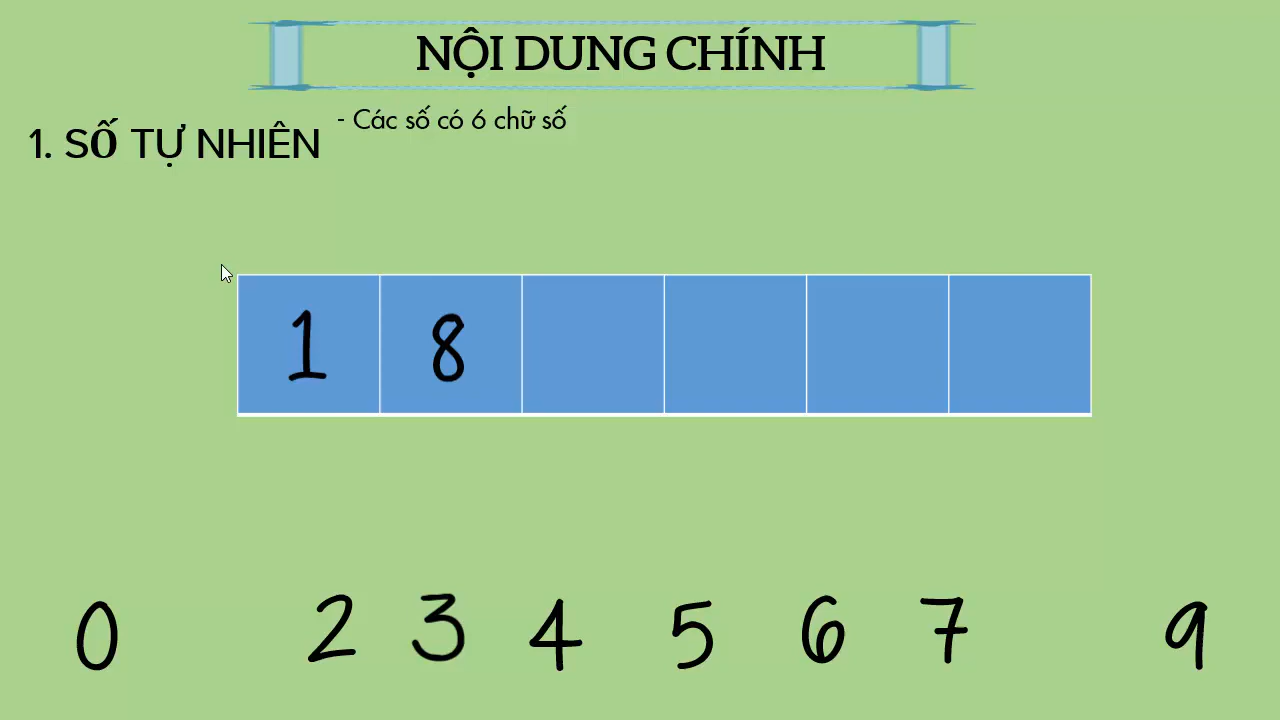 NỘI DUNG CHÍNH
- Các số có 6 chữ số
1. SỐ TỰ NHIÊN
1 8
0 2 3 4 5 6 7 9